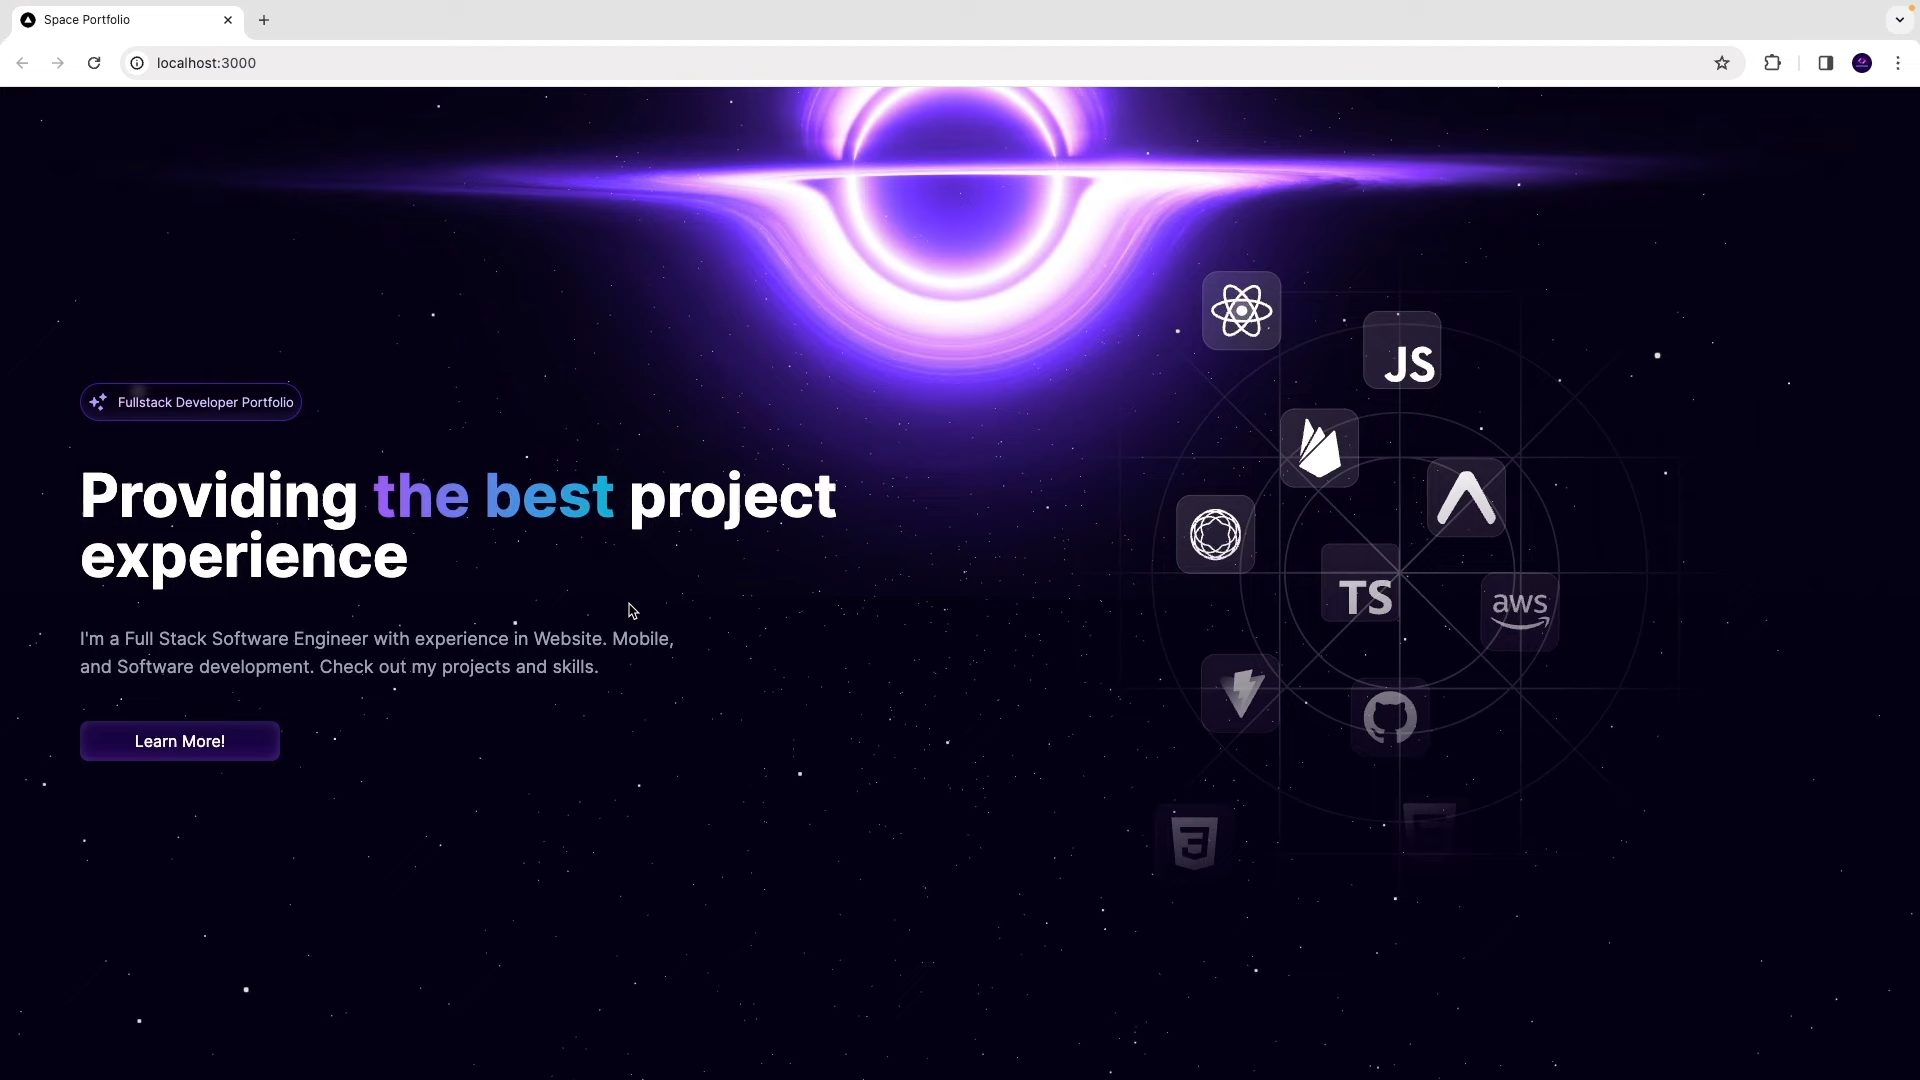 Space Portfolio
localhost:3000
JS
Fullstack Developer Portfolio
Providing the best project
experience
TS
aws
I'm a Full Stack Software Engineer with experience in Website. Mobile,
and Software development. Check out my projects and skills.
Learn More!
3